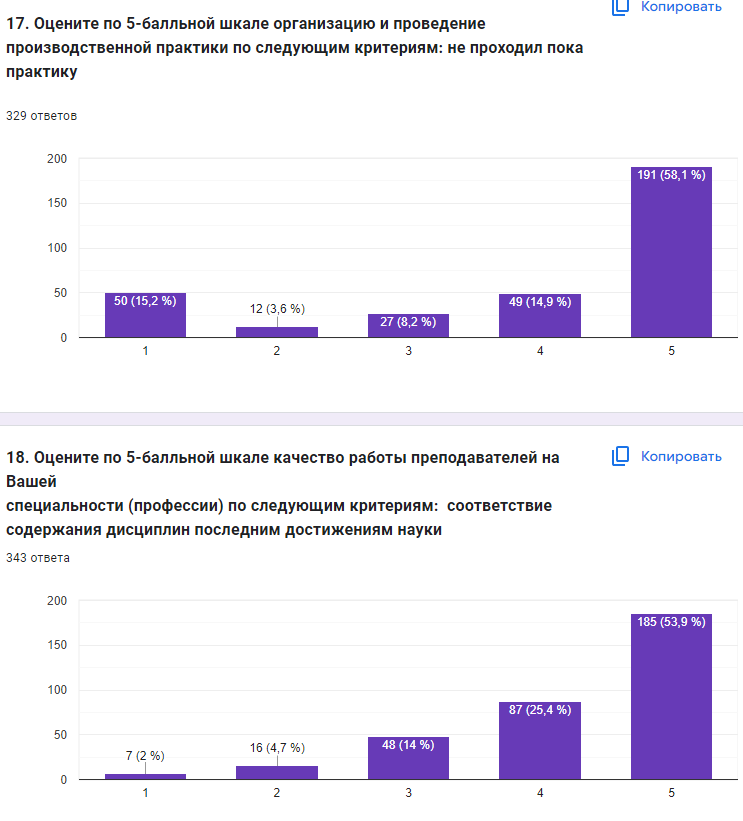 Копировать
17. Оцените по 5-балльной шкале организацию и проведение
производственной практики по следующим критериям: не проходил пока
практику
329 ответов
200
150
100
50
0
50 (15,2 %)
12 (3,6 %)
27 (8,2 %)
49 (14,9 %)
191 (58,1 %)
1 2 3 4 5
Копировать
18. Оцените по 5-балльной шкале качество работы преподавателей на
Вашей
специальности (профессии) по следующим критериям:  соответствие
содержания дисциплин последним достижениям науки
343 ответа
200
150
100
50
0
7 (2 %)
16 (4,7 %)
48 (14 %)
87 (25,4 %)
185 (53,9 %)
1 2 3 4 5